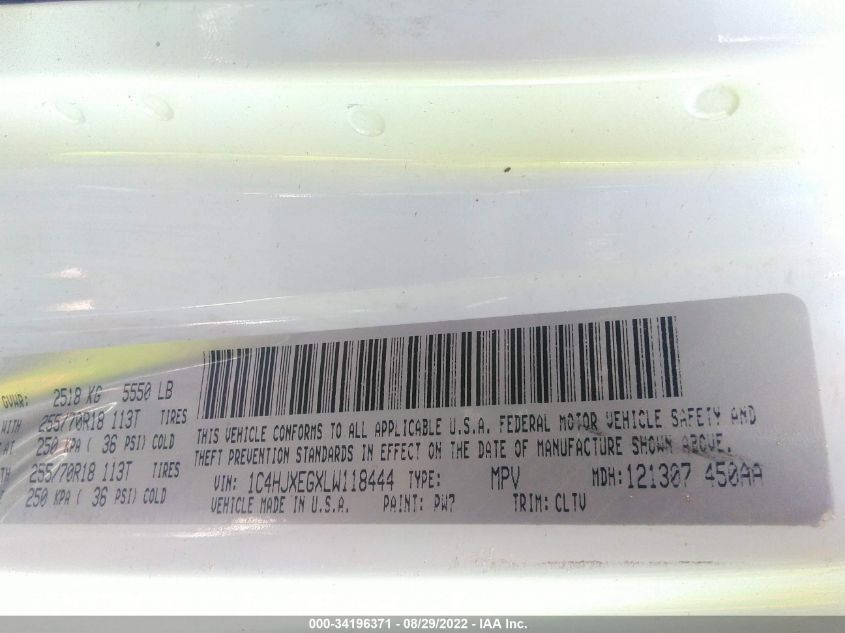 GVWR: 2518 KG 5550 LB
WITH 255/70R18 113T TIRES
AT 250 KPA ( 36 PSI) COLD
255/70R18 113T TIRES
250 KPA ( 36 PSI) COLD
THIS VEHICLE CONFORMS TO ALL APPLICABLE U.S.A. FEDERAL MOTOR VEHICLE SAFETY AND
THEFT PREVENTION STANDARDS IN EFFECT ON THE DATE OF MANUFACTURE SHOWN ABOVE.
VIN: 1C4HJXEGXLW118444 TYPE: MPV MDH:121307 450AA
VEHICLE MADE IN U.S.A. PAINT: PW7 TRIM: CLTV
000-34196371 - 08/29/2022 - IAA Inc.